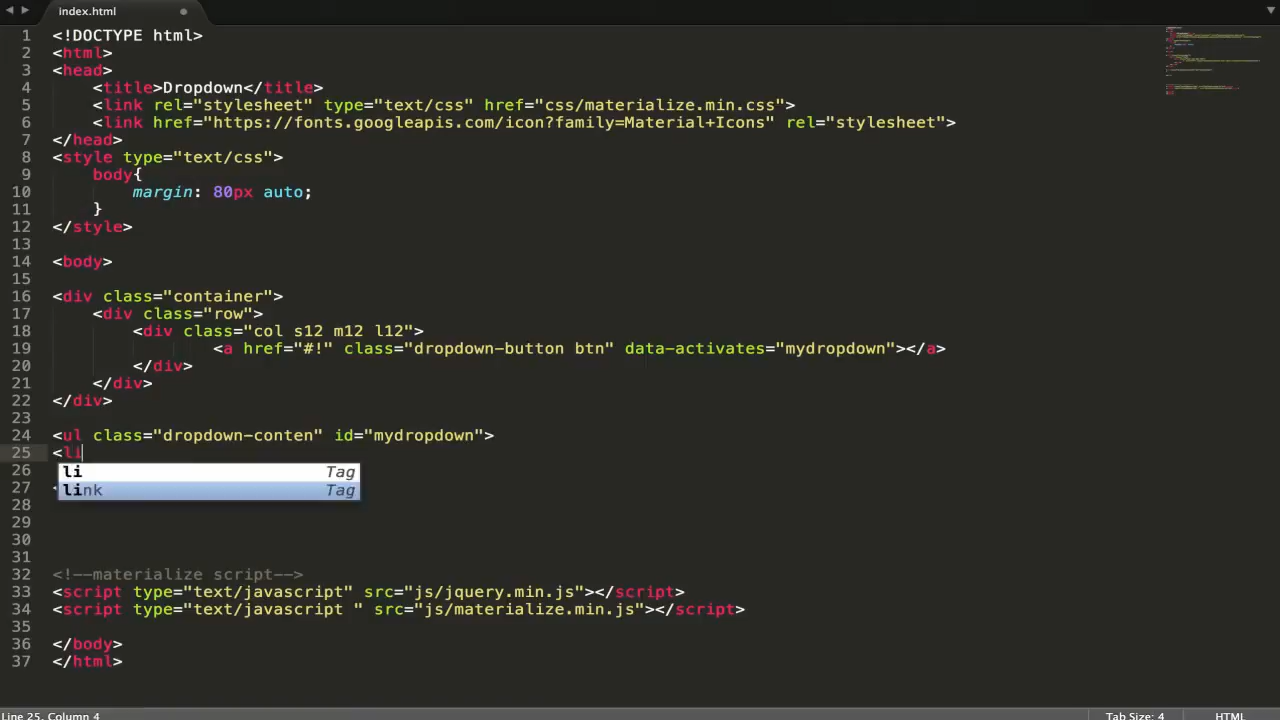 index.html
1 <!DOCTYPE html>
2 <html>
3 <head>
4     <title>Dropdown</title>
5     <link rel="stylesheet" type="text/css" href="css/materialize.min.css">
6     <link href="https://fonts.googleapis.com/icon?family=Material+Icons" rel="stylesheet">
7 </head>
8 <style type="text/css">
9     body{
10         margin: 80px auto;
11     }
12 </style>
13
14 <body>
15
16 <div class="container">
17     <div class="row">
18         <div class="col s12 m12 l12">
19                 <a href="#!" class="dropdown-button btn" data-activates="mydropdown"></a>
20         </div>
21     </div>
22 </div>
23
24 <ul class="dropdown-conten" id="mydropdown">
25 <li
li Tag
26
link Tag
27 <
28
29
30
31
32 <!--materialize script-->
33 <script type="text/javascript" src="js/jquery.min.js"></script>
34 <script type="text/javascript " src="js/materialize.min.js"></script>
35
36 </body>
37 </html>
Line 25, Column 4 Tab Size: 4 HTML